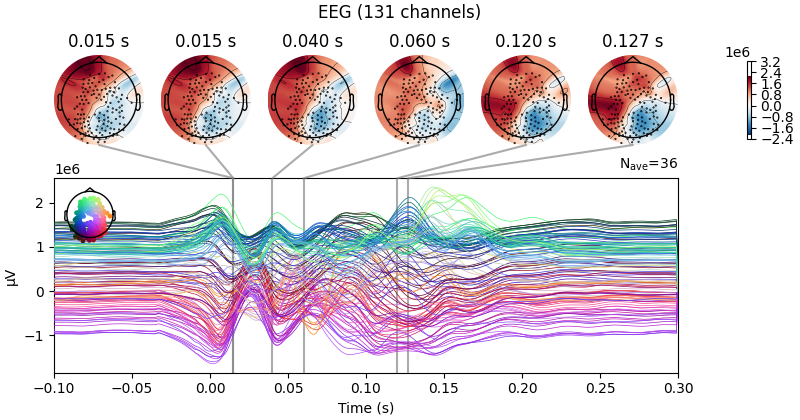 EEG (131 channels)
0.015 s 0.015 s 0.040 s 0.060 s 0.120 s 0.127 s
1e6
3.2
2.4
1.6
0.8
0.0
−0.8
−1.6
−2.4
Nave=36
1e6
2
1
0
−1
µV
−0.10 −0.05 0.00 0.05 0.10 0.15 0.20 0.25 0.30
Time (s)